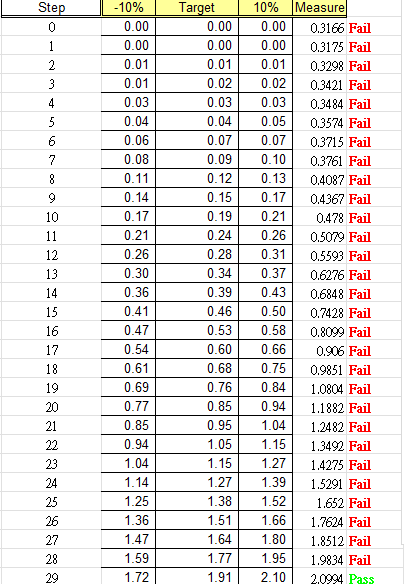 Step -10% Target 10% Measure
0 0.00 0.00 0.00 0.3166 Fail
1 0.00 0.00 0.00 0.3175 Fail
2 0.01 0.01 0.01 0.3298 Fail
3 0.01 0.02 0.02 0.3421 Fail
4 0.03 0.03 0.03 0.3484 Fail
5 0.04 0.04 0.05 0.3574 Fail
6 0.06 0.07 0.07 0.3715 Fail
7 0.08 0.09 0.10 0.3761 Fail
8 0.11 0.12 0.13 0.4087 Fail
9 0.14 0.15 0.17 0.4367 Fail
10 0.17 0.19 0.21 0.478 Fail
11 0.21 0.24 0.26 0.5079 Fail
12 0.26 0.28 0.31 0.5593 Fail
13 0.30 0.34 0.37 0.6276 Fail
14 0.36 0.39 0.43 0.6848 Fail
15 0.41 0.46 0.50 0.7428 Fail
16 0.47 0.53 0.58 0.8099 Fail
17 0.54 0.60 0.66 0.906 Fail
18 0.61 0.68 0.75 0.9851 Fail
19 0.69 0.76 0.84 1.0804 Fail
20 0.77 0.85 0.94 1.1882 Fail
21 0.85 0.95 1.04 1.2482 Fail
22 0.94 1.05 1.15 1.3492 Fail
23 1.04 1.15 1.27 1.4275 Fail
24 1.14 1.27 1.39 1.5291 Fail
25 1.25 1.38 1.52 1.652 Fail
26 1.36 1.51 1.66 1.7624 Fail
27 1.47 1.64 1.80 1.8512 Fail
28 1.59 1.77 1.95 1.9834 Fail
29 1.72 1.91 2.10 2.0994 Pass